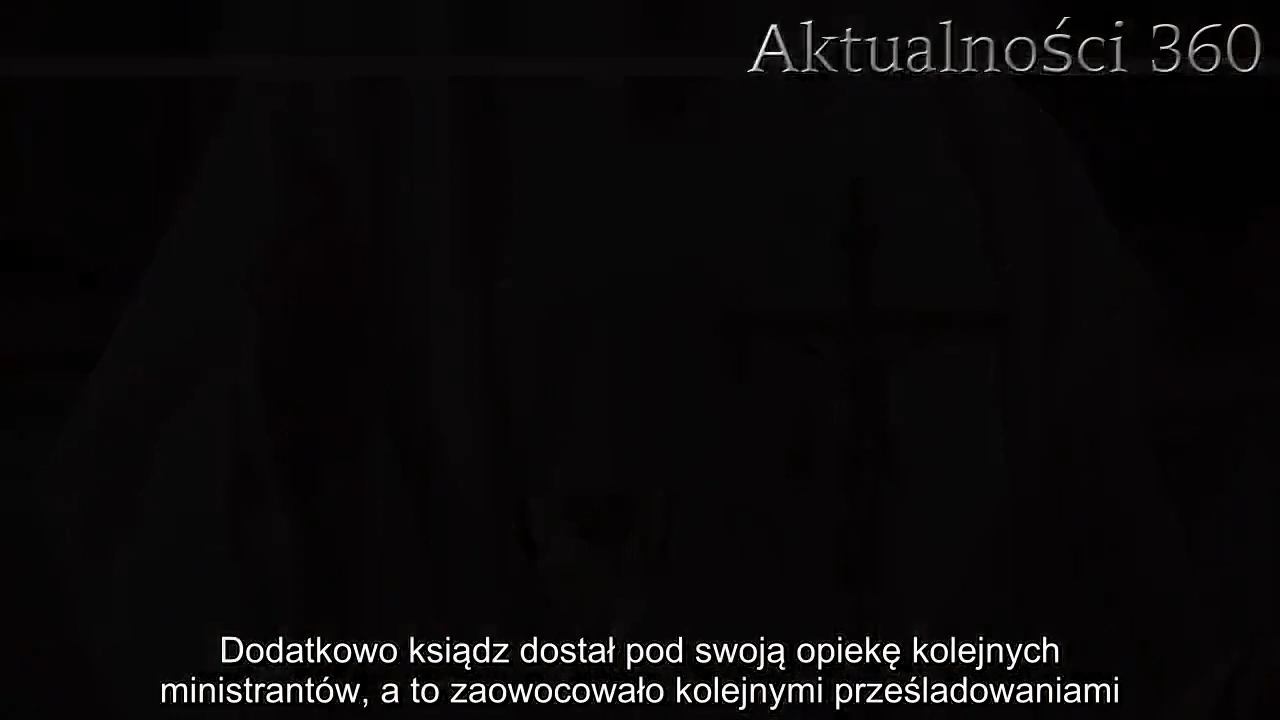 Aktualności 360
Dodatkowo ksiądz dostał pod swoją opiekę kolejnych
ministrantów, a to zaowocowało kolejnymi prześladowaniami